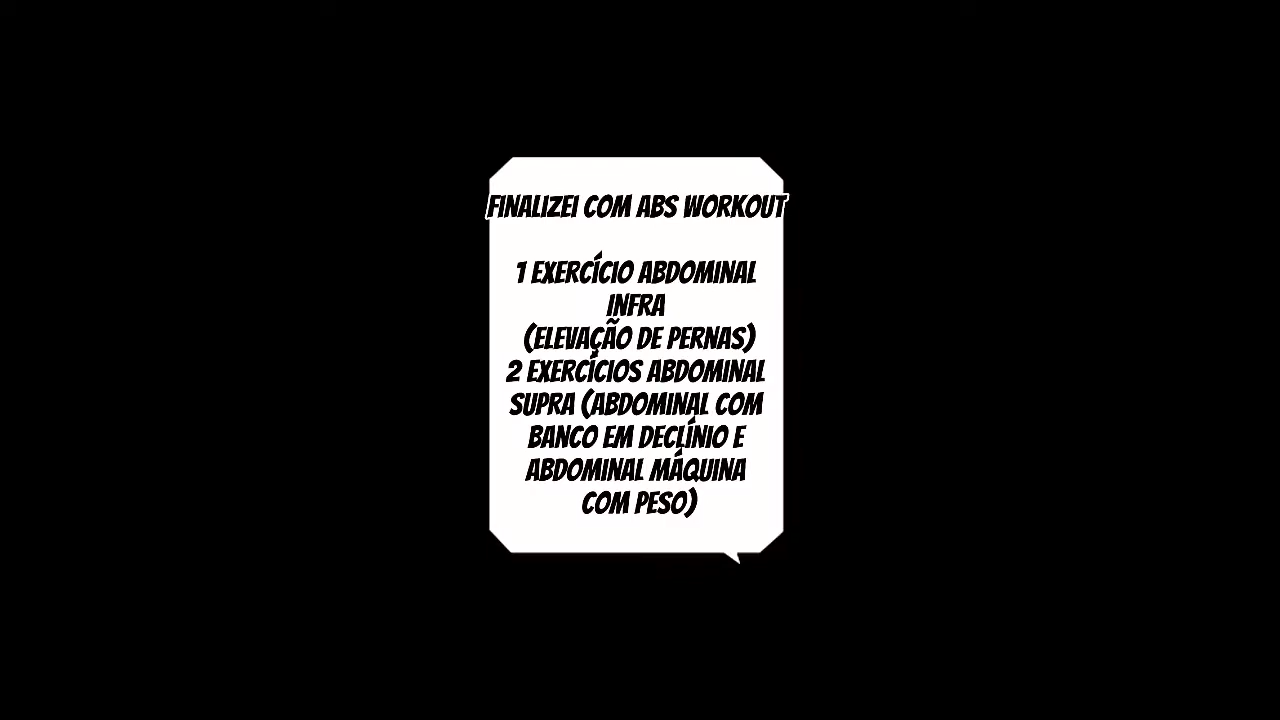 FINALIZEI COM ABS WORKOUT
1 EXERCÍCIO ABDOMINAL
INFRA
(ELEVAÇÃO DE PERNAS)
2 EXERCÍCIOS ABDOMINAL
SUPRA (ABDOMINAL COM
BANCO EM DECLÍNIO E
ABDOMINAL MÁQUINA
COM PESO)